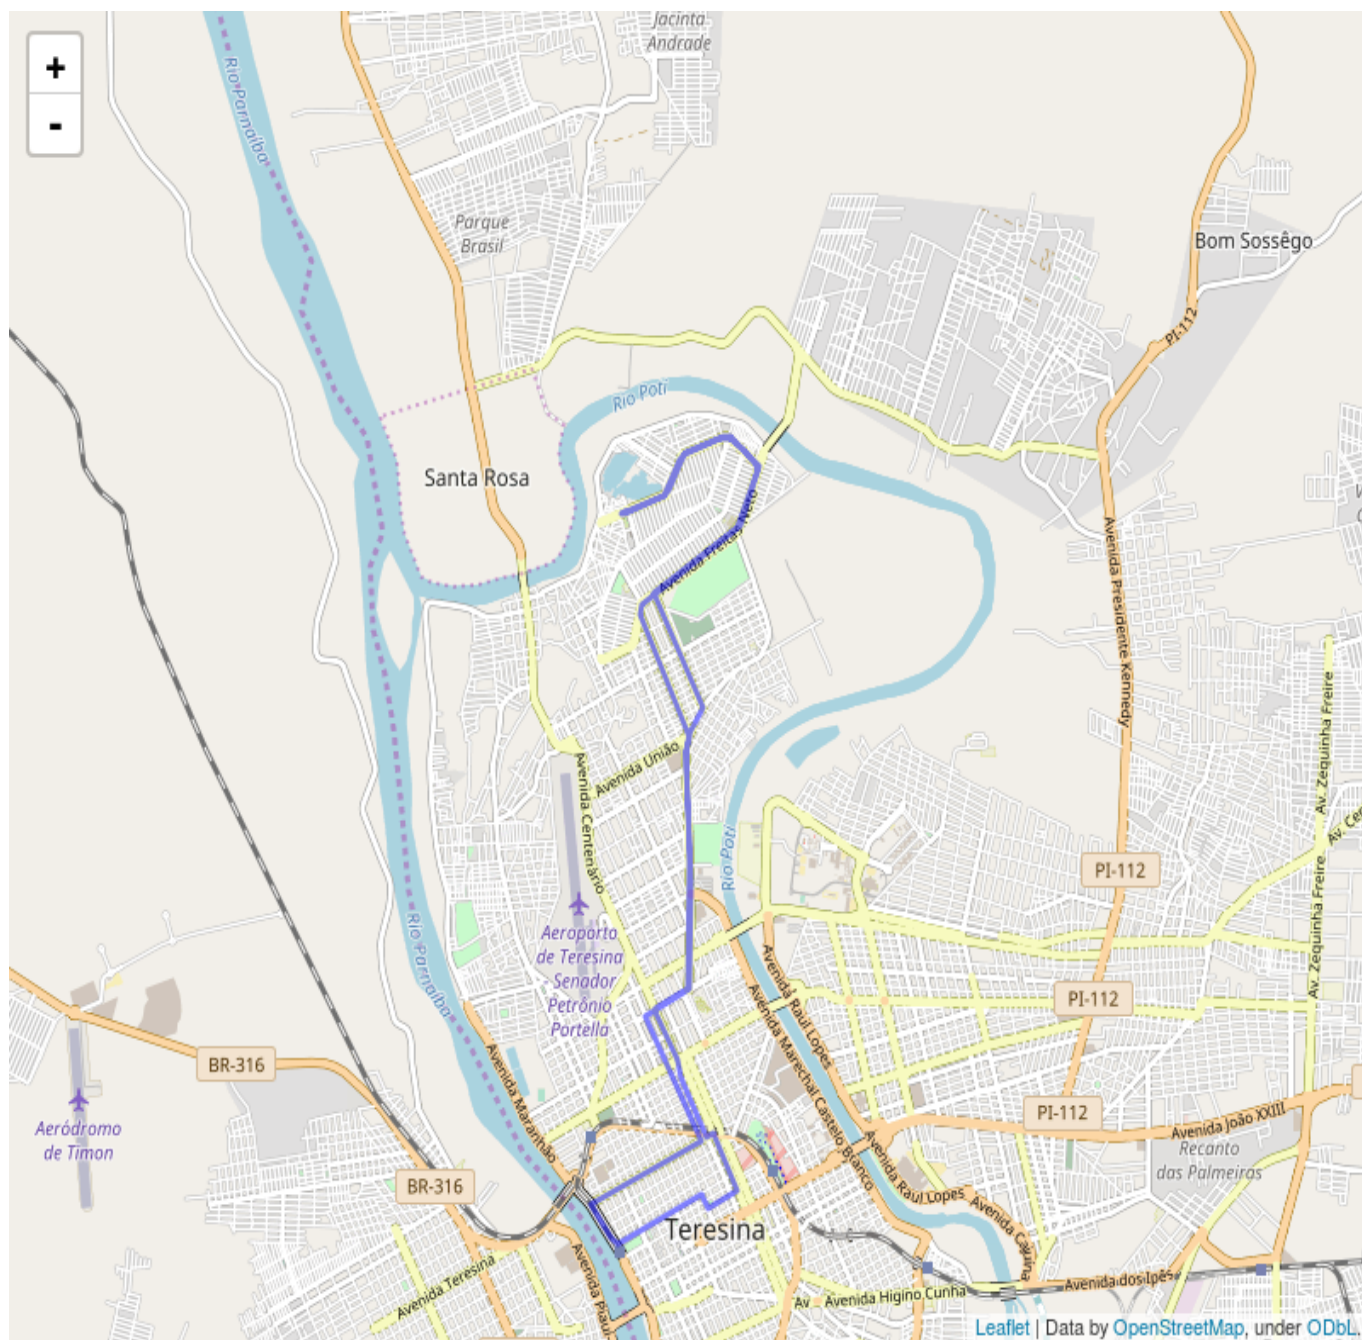 +
-
Jacinta
Andrade
Rio Parnaíba
Parque
Brasil
Bom Sossêgo
PI-112
Rio Poti
Santa Rosa
Avenida Freitas Neto
Avenida Presidente Kennedy
Avenida União
Avenida Centenário
Av. Zequinha Freire
Av. Ce
Rio Poti
Av. Zequinha Freire
PI-112
Rio Parnaíba
Aeroporto
de Teresina
- Senador
Petrônio
Portella
Avenida Raul Lopes
Avenida Marechal Castelo Branco
PI-112
BR-316
Avenida Maranhão
Aeródromo
de Timon
PI-112
Avenida João XXIII
Recanto
das Palmeiras
BR-316
Avenida Raul Lopes
Avenida Cajuína
Teresina
Avenida Teresina
Avenida Piauí
Avenida dos Ipês
Av
Avenida Higino Cunha
Leaflet | Data by OpenStreetMap, under ODbL.